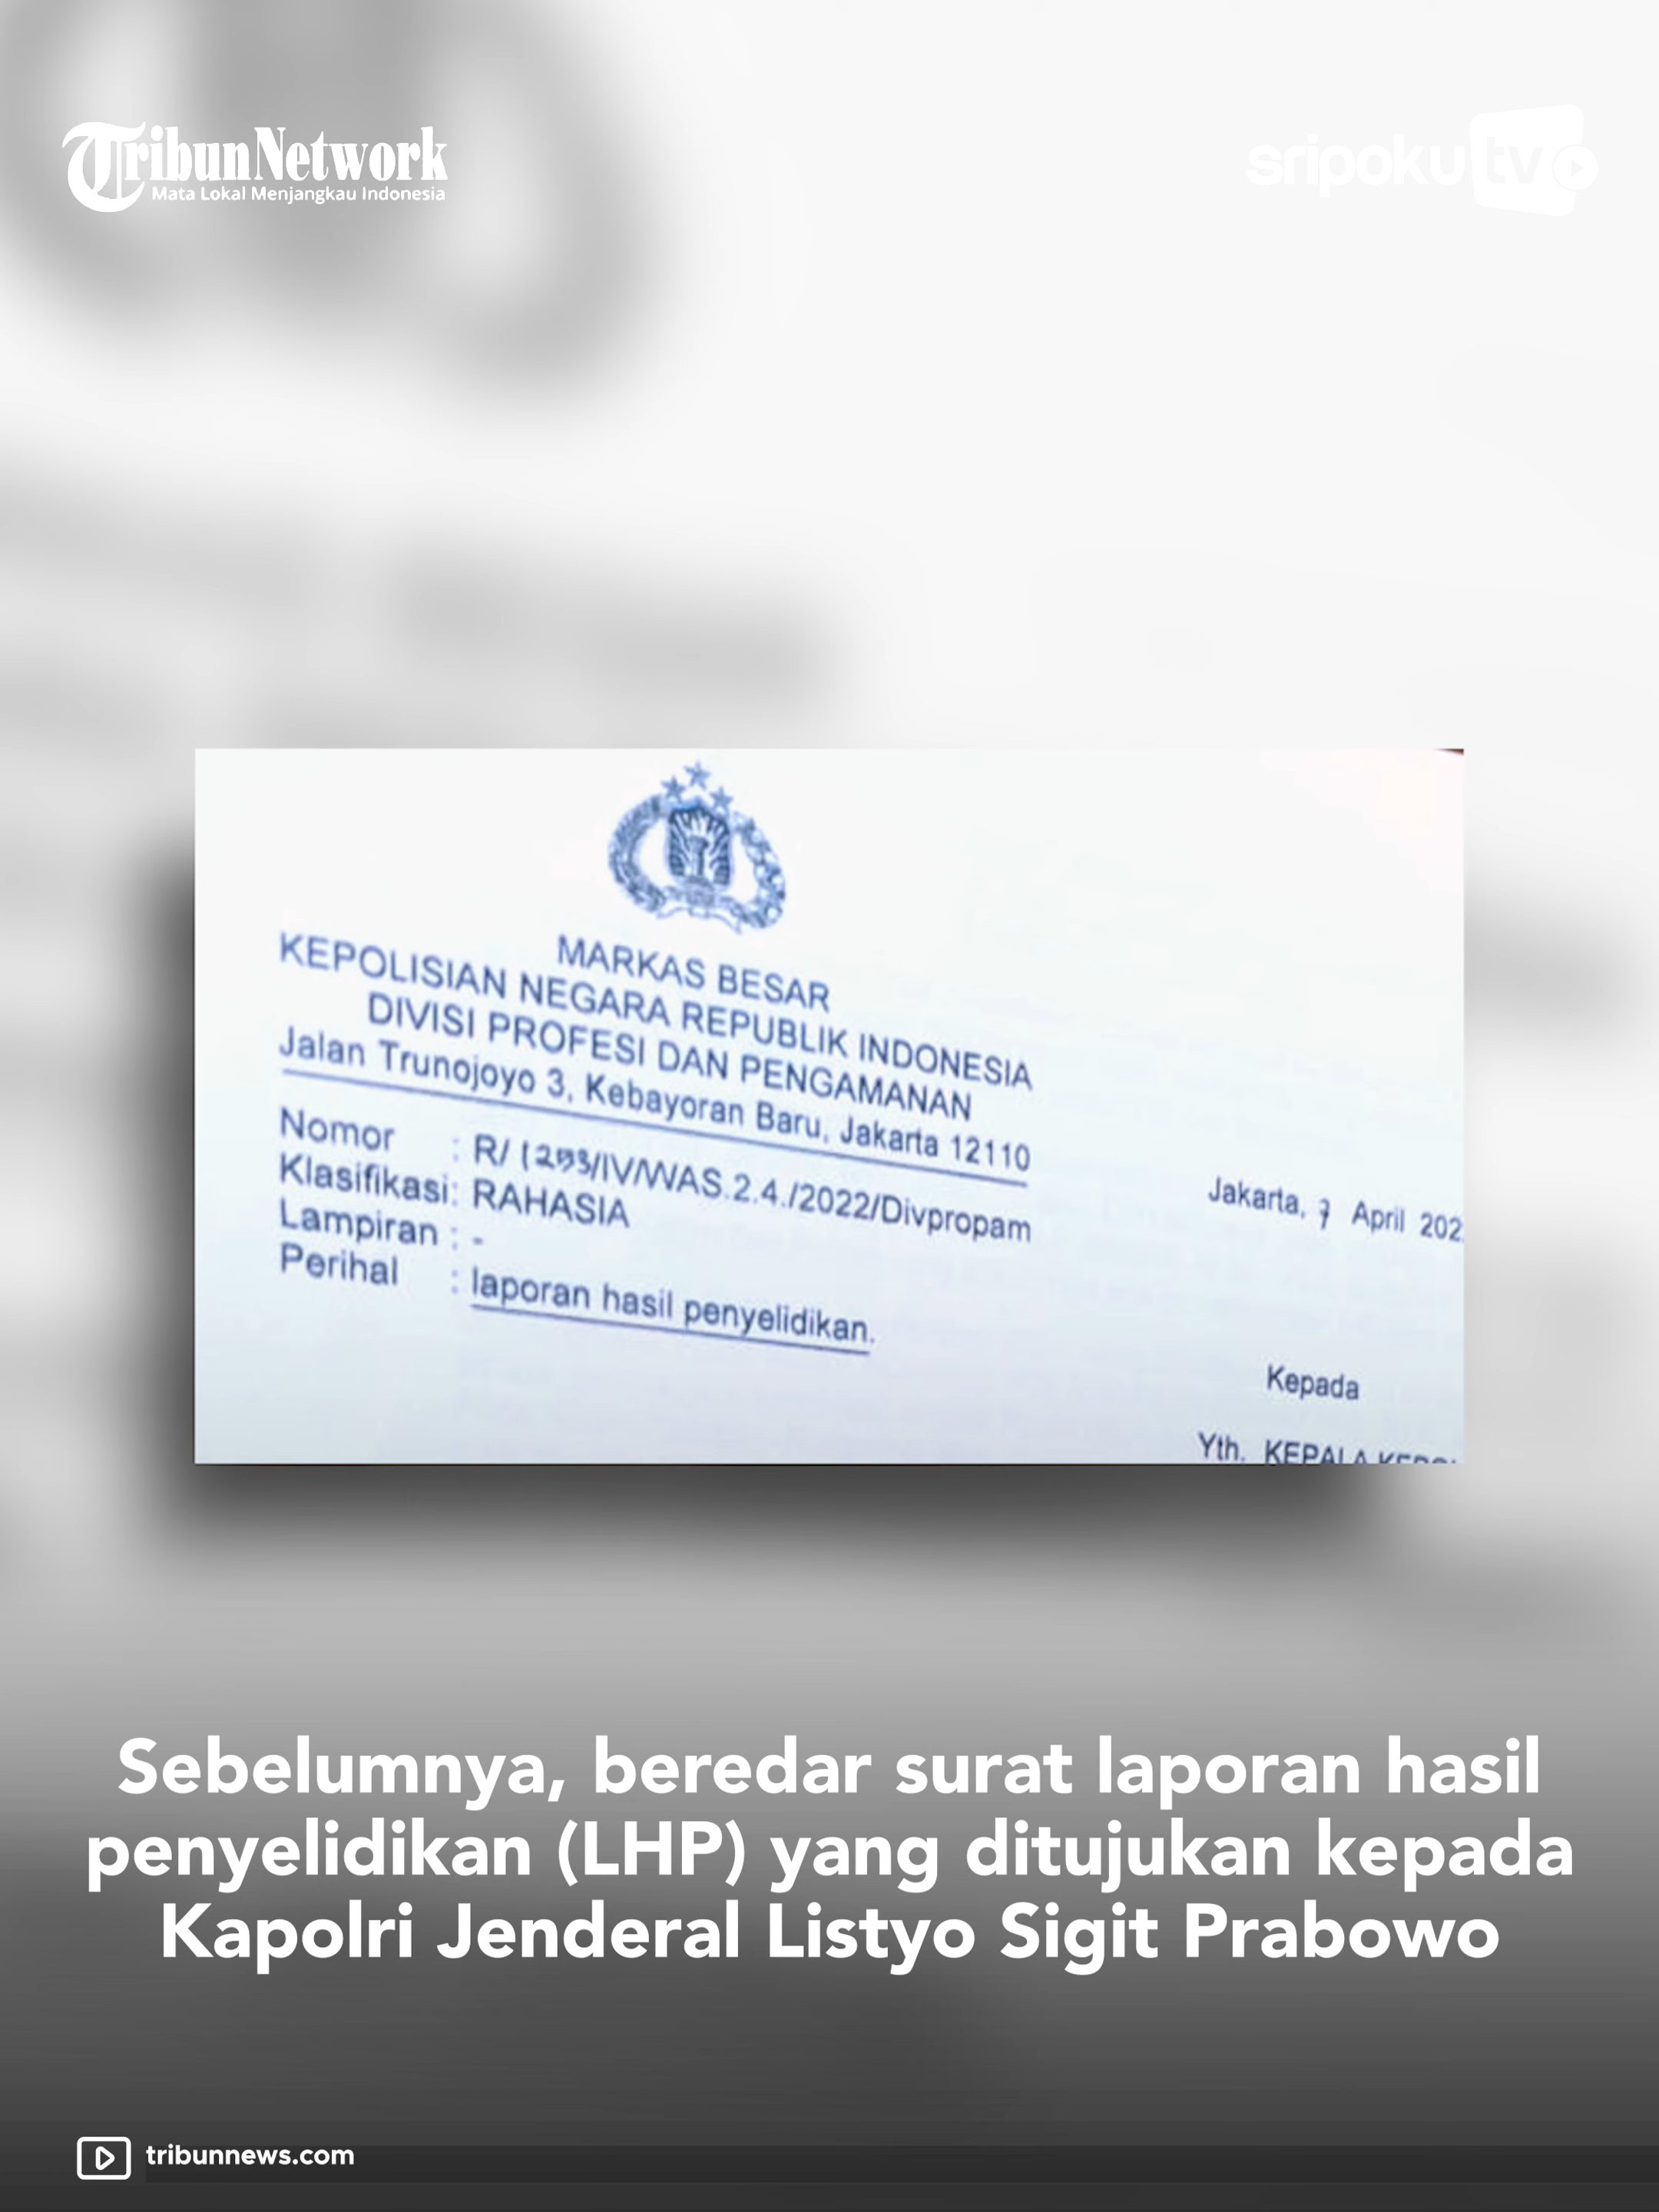 TribunNetwork
Mata Lokal Menjangkau Indonesia
sripoku tv
MARKAS BESAR
KEPOLISIAN NEGARA REPUBLIK INDONESIA
DIVISI PROFESI DAN PENGAMANAN
Jalan Trunojoyo 3, Kebayoran Baru, Jakarta 12110
Nomor : R/ /IV/WAS.2.4./2022/Divpropam
Klasifikasi : RAHASIA
Lampiran : -
Perihal : laporan hasil penyelidikan.
Jakarta, April 202
Kepada
Yth. KEPALA
Sebelumnya, beredar surat laporan hasil
penyelidikan (LHP) yang ditujukan kepada
Kapolri Jenderal Listyo Sigit Prabowo
tribunnews.com